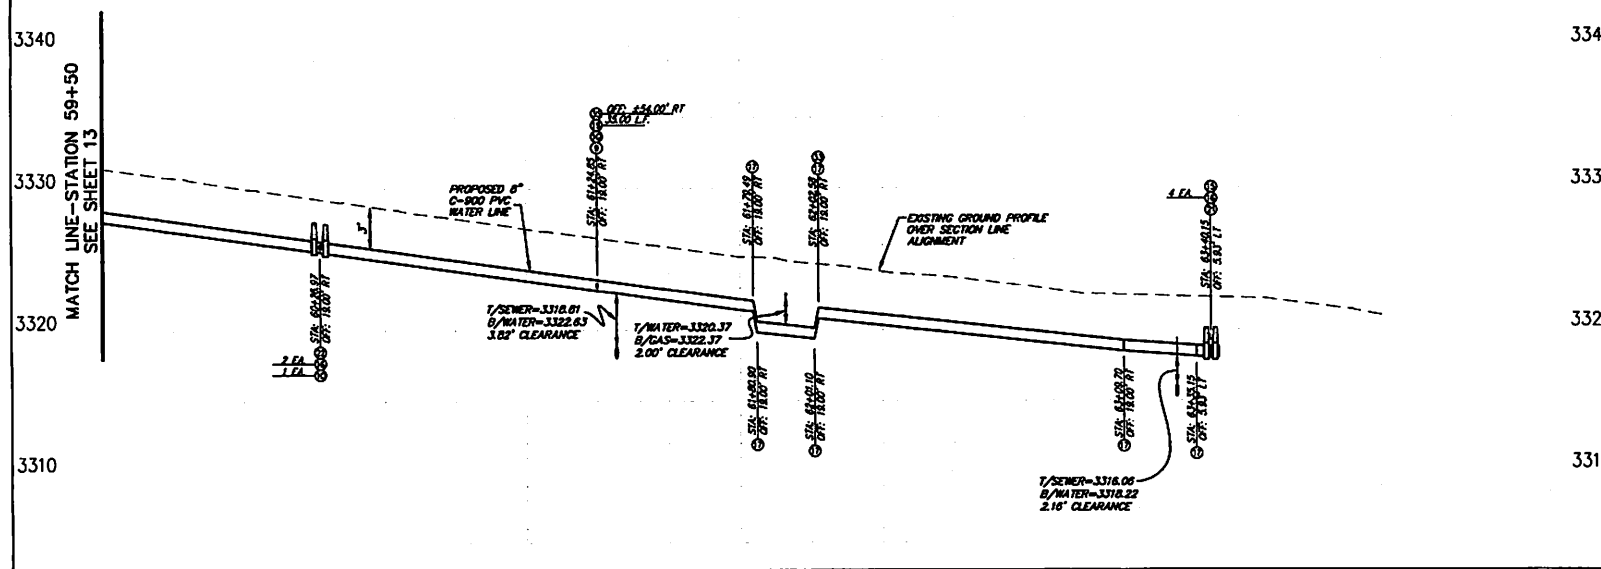 3340
334
MATCH LINE–STATION 59+50
SEE SHEET 13
OFF: ±54.00' RT
35.00 L.F.
STA: 61+24.85
OFF: 19.00' RT
3330
333
PROPOSED 8"
C-900 PVC
WATER LINE
3'
STA: 61+79.49
OFF: 19.00' RT
STA: 62+02.58
OFF: 19.00' RT
4 EA.
EXISTING GROUND PROFILE
OVER SECTION LINE
ALIGNMENT
STA: 63+40.15
OFF: 5.93' LT
STA: 60+26.97
OFF: 19.00' RT
2 EA.
1 EA.
3320
332
T/SEWER=3318.81
B/WATER=3322.63
3.82' CLEARANCE
T/WATER=3320.37
B/GAS=3322.37
2.00' CLEARANCE
STA: 61+80.90
OFF: 19.00' RT
STA: 62+01.10
OFF: 19.00' RT
STA: 63+09.70
OFF: 19.00' RT
STA: 63+35.15
OFF: 5.93' LT
3310
331
T/SEWER=3316.06
B/WATER=3318.22
2.16' CLEARANCE